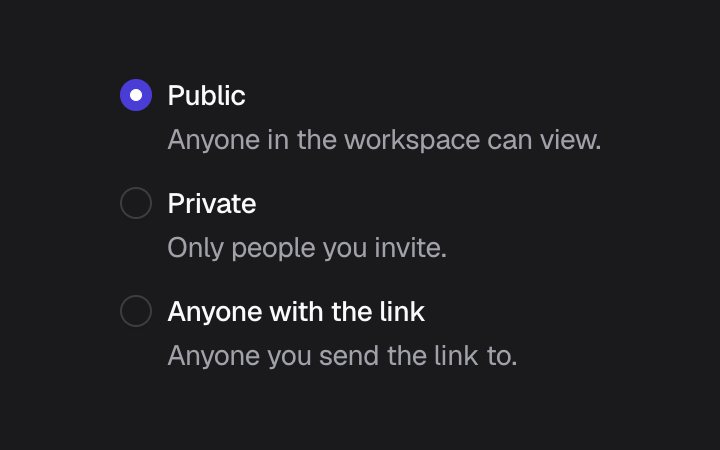 Public
Anyone in the workspace can view.
Private
Only people you invite.
Anyone with the link
Anyone you send the link to.